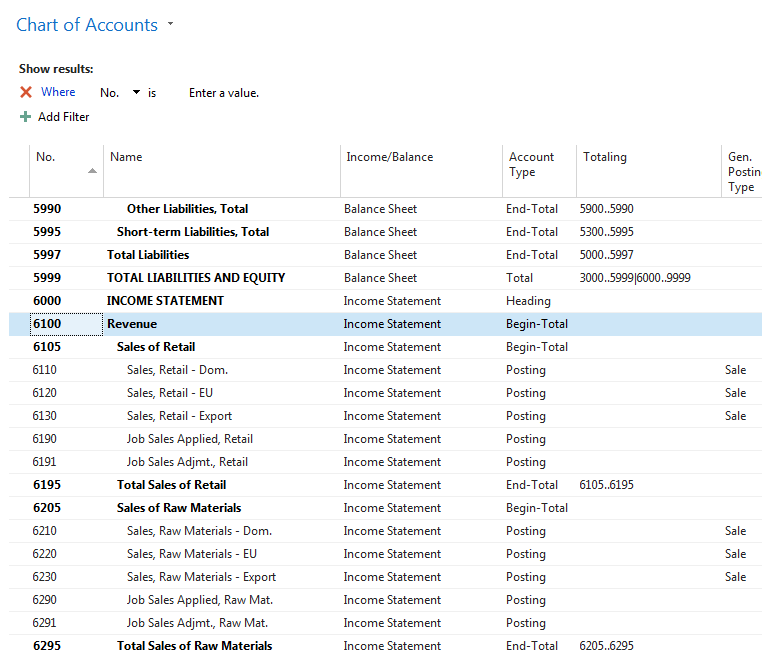 Chart of Accounts
Show results:
Where No. is Enter a value.
Add Filter
No. Name Income/Balance Account Type Totaling Gen. Postin Type
5990 Other Liabilities, Total Balance Sheet End-Total 5900..5990
5995 Short-term Liabilities, Total Balance Sheet End-Total 5300..5995
5997 Total Liabilities Balance Sheet End-Total 5000..5997
5999 TOTAL LIABILITIES AND EQUITY Balance Sheet Total 3000..5999|6000..9999
6000 INCOME STATEMENT Income Statement Heading
6100 Revenue Income Statement Begin-Total
6105 Sales of Retail Income Statement Begin-Total
6110 Sales, Retail - Dom. Income Statement Posting Sale
6120 Sales, Retail - EU Income Statement Posting Sale
6130 Sales, Retail - Export Income Statement Posting Sale
6190 Job Sales Applied, Retail Income Statement Posting
6191 Job Sales Adjmt., Retail Income Statement Posting
6195 Total Sales of Retail Income Statement End-Total 6105..6195
6205 Sales of Raw Materials Income Statement Begin-Total
6210 Sales, Raw Materials - Dom. Income Statement Posting Sale
6220 Sales, Raw Materials - EU Income Statement Posting Sale
6230 Sales, Raw Materials - Export Income Statement Posting Sale
6290 Job Sales Applied, Raw Mat. Income Statement Posting
6291 Job Sales Adjmt., Raw Mat. Income Statement Posting
6295 Total Sales of Raw Materials Income Statement End-Total 6205..6295